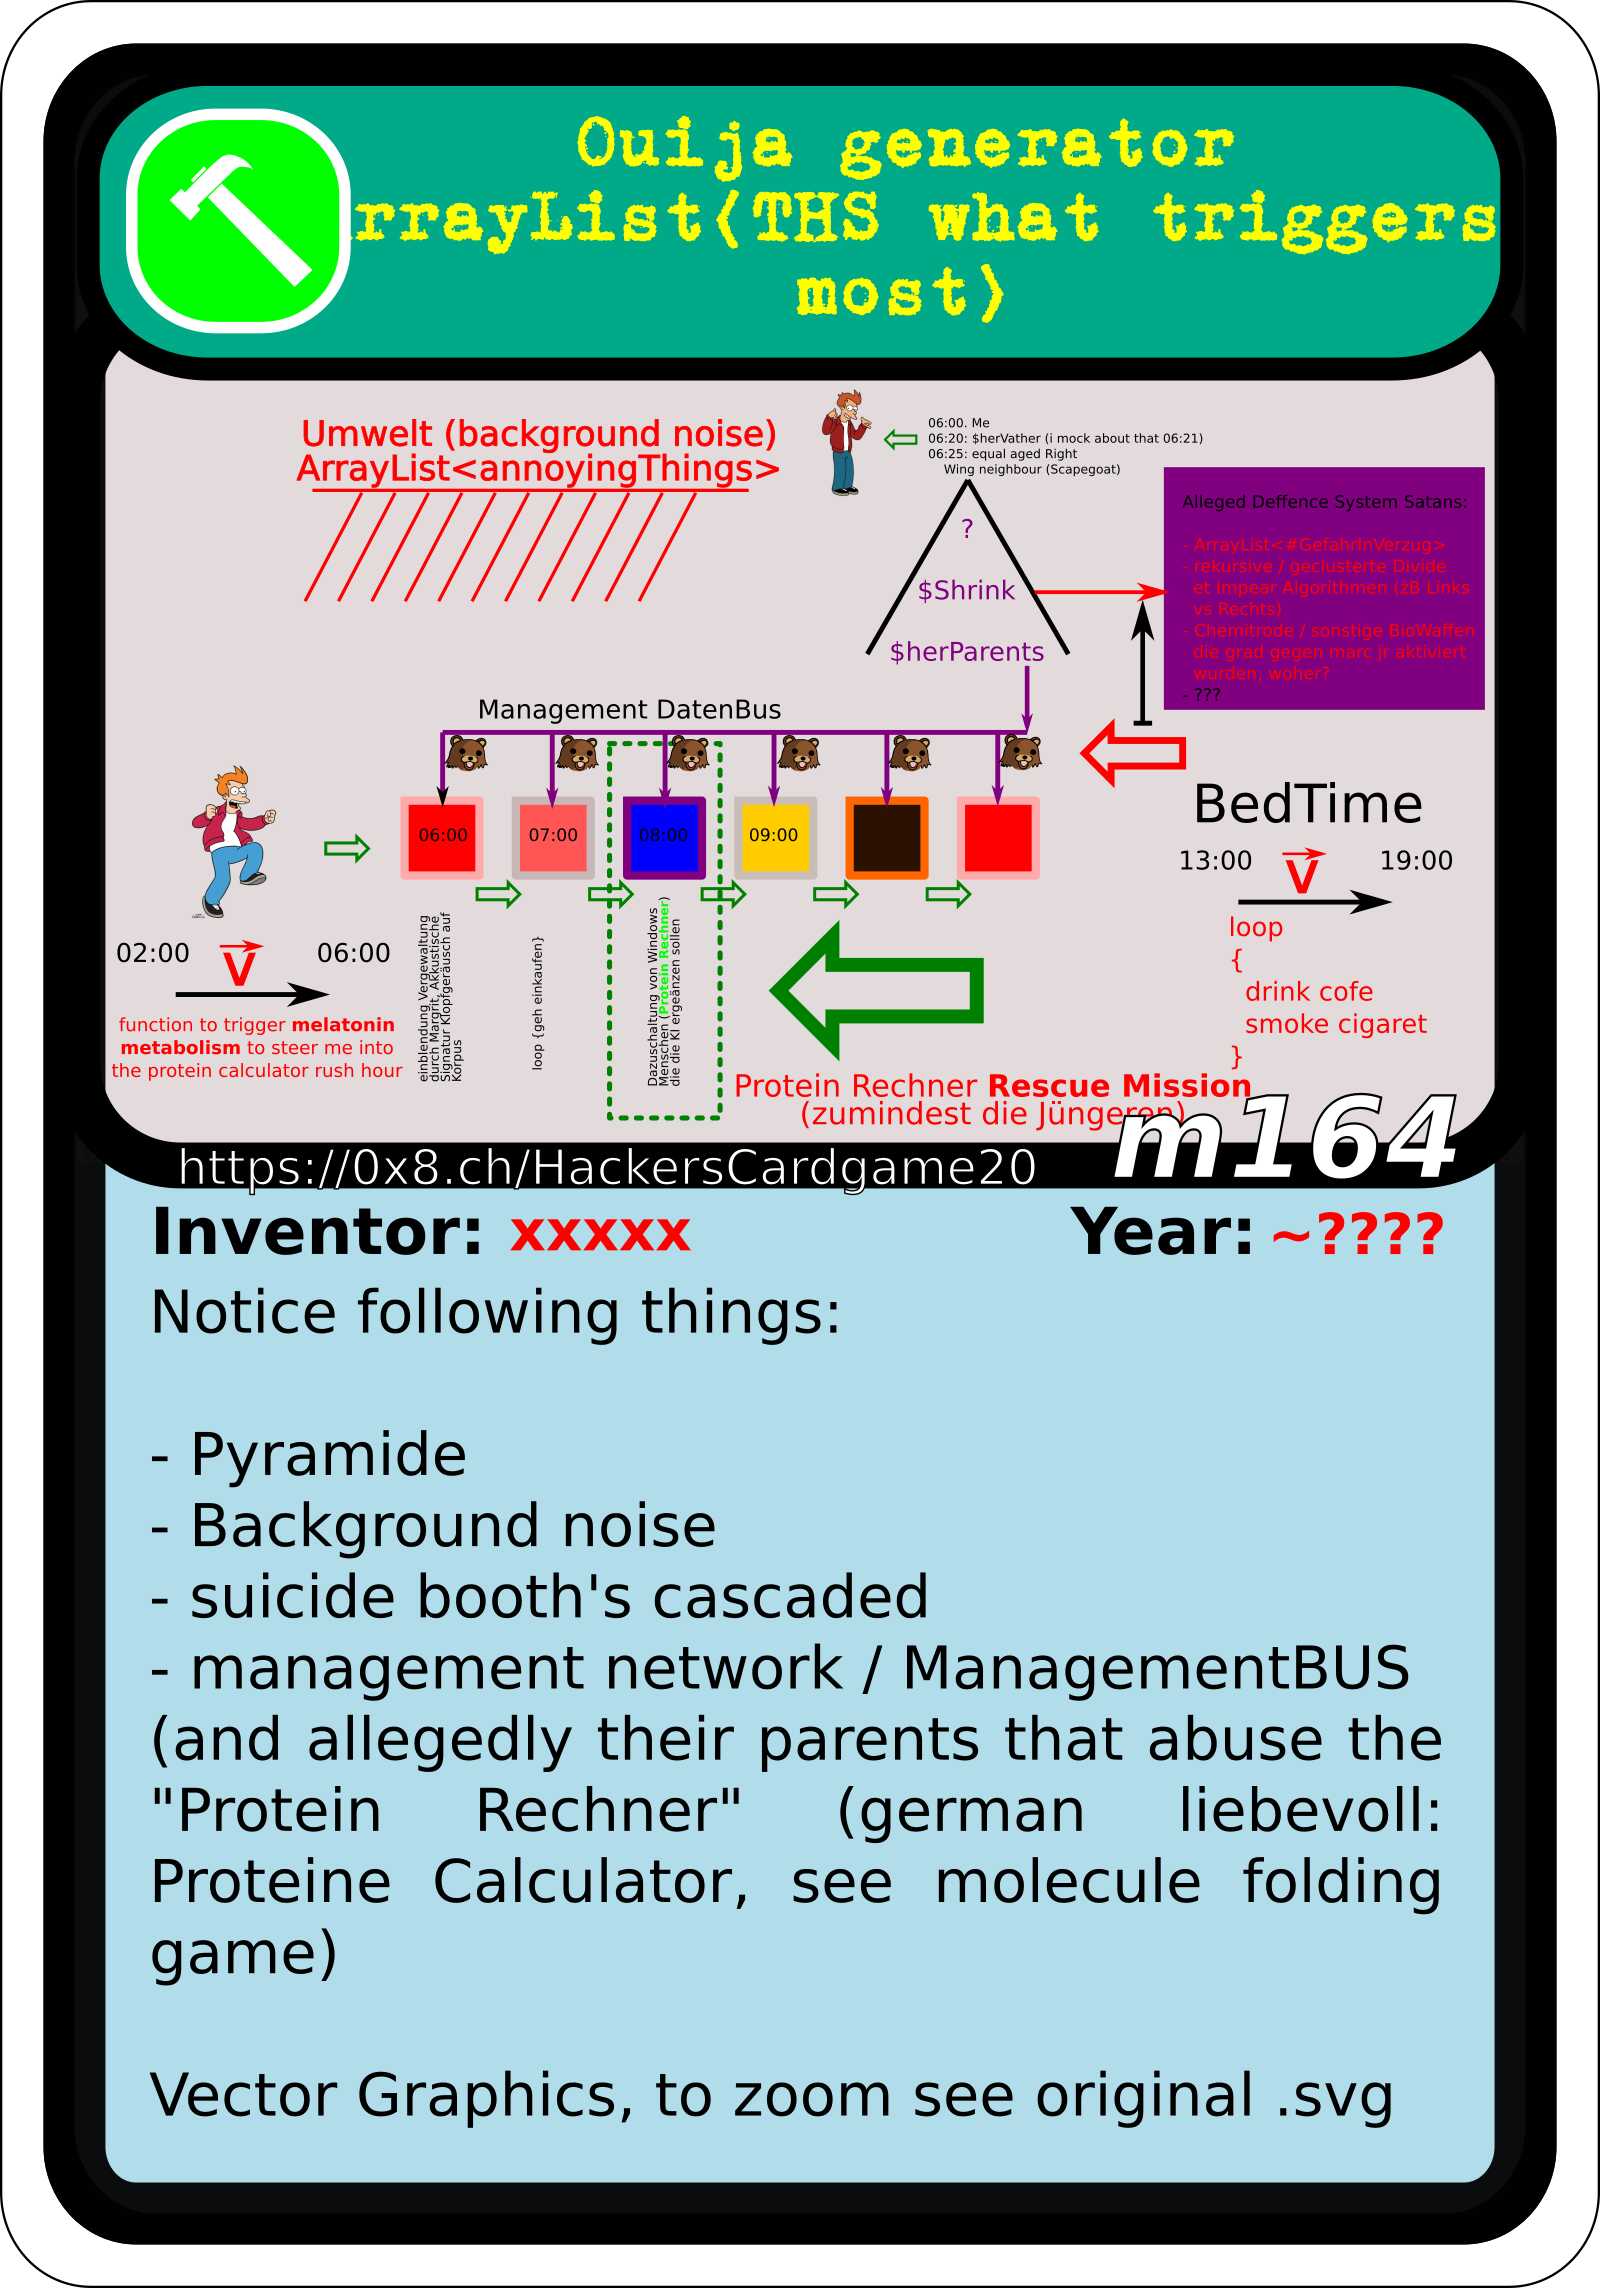 Ouija generator
rrayList(THS what triggers
most)
Umwelt (background noise)
ArrayList<annoyingThings>
06:00. Me
06:20: $herVather (i mock about that 06:21)
06:25: equal aged Right
Wing neighbour (Scapegoat)
?
$Shrink
$herParents
Alleged Deffence System Satans:
- ArrayList<#GefahrInVerzug>
- rekursive / geclusterte Divide
et Impear Algorithmen (zB Links
vs Rechts)
- Chemitrode / sonstige BioWaffen
die grad gegen marc jr aktiviert
wurden; woher?
- ???
Management DatenBus
06:00
07:00
08:00
09:00
BedTime
13:00
V
19:00
loop
{
drink cofe
smoke cigaret
}
02:00
V
06:00
function to trigger melatonin
metabolism to steer me into
the protein calculator rush hour
einblendung Vergewaltung
durch Margrit, Akkustische
Signatur Klopfgeräusch auf
Korpus
loop {geh einkaufen}
Dazuschaltung von Windows
Menschen (Protein Rechner)
die die KI ergeänzen sollen
Protein Rechner Rescue Mission
(zumindest die Jüngeren)
m164
https://0x8.ch/HackersCardgame20
Inventor: xxxxx
Year: ~????
Notice following things:
- Pyramide
- Background noise
- suicide booth's cascaded
- management network / ManagementBUS
(and allegedly their parents that abuse the
"Protein Rechner" (german liebevoll:
Proteine Calculator, see molecule folding
game)
Vector Graphics, to zoom see original .svg